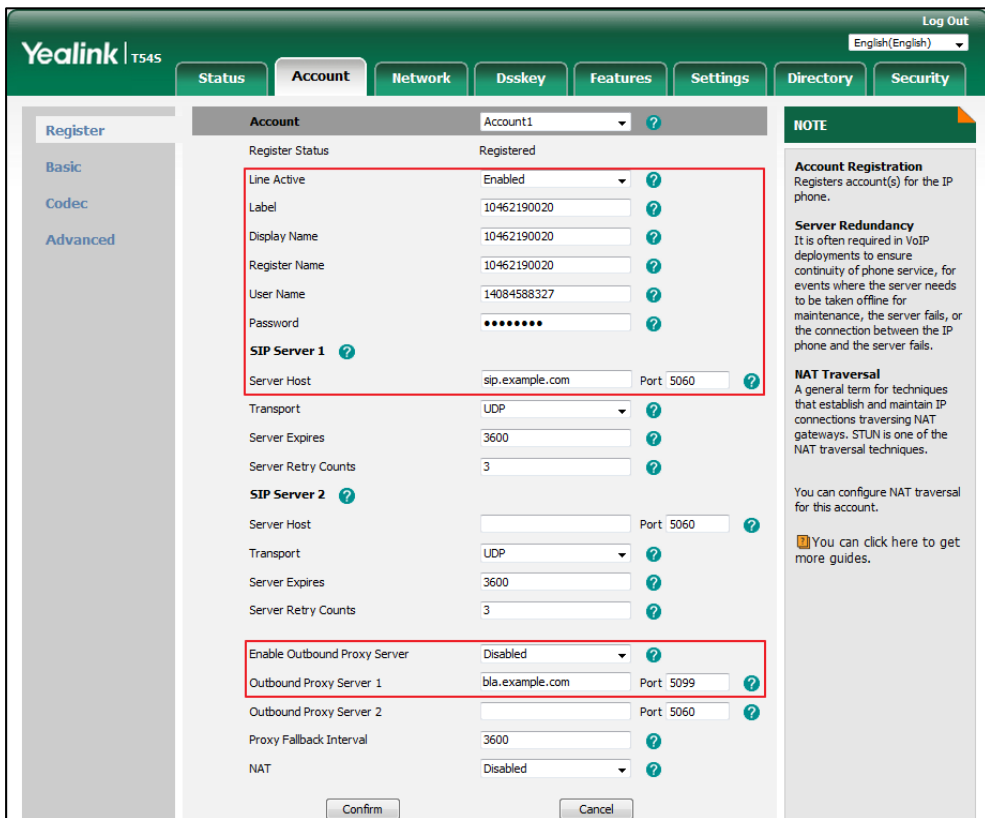 Log Out
Yealink | T54S
English(English)
Status Account Network Dsskey Features Settings Directory Security
Register
Basic
Codec
Advanced
Account Account1
Register Status Registered
Line Active Enabled
Label 10462190020
Display Name 10462190020
Register Name 10462190020
User Name 14084588327
Password ••••••••
SIP Server 1
Server Host sip.example.com Port 5060
Transport UDP
Server Expires 3600
Server Retry Counts 3
SIP Server 2
Server Host Port 5060
Transport UDP
Server Expires 3600
Server Retry Counts 3
Enable Outbound Proxy Server Disabled
Outbound Proxy Server 1 bla.example.com Port 5099
Outbound Proxy Server 2 Port 5060
Proxy Fallback Interval 3600
NAT Disabled
Confirm Cancel
NOTE
Account Registration
Registers account(s) for the IP
phone.
Server Redundancy
It is often required in VoIP
deployments to ensure
continuity of phone service, for
events where the server needs
to be taken offline for
maintenance, the server fails, or
the connection between the IP
phone and the server fails.
NAT Traversal
A general term for techniques
that establish and maintain IP
connections traversing NAT
gateways. STUN is one of the
NAT traversal techniques.
You can configure NAT traversal
for this account.
You can click here to get
more guides.